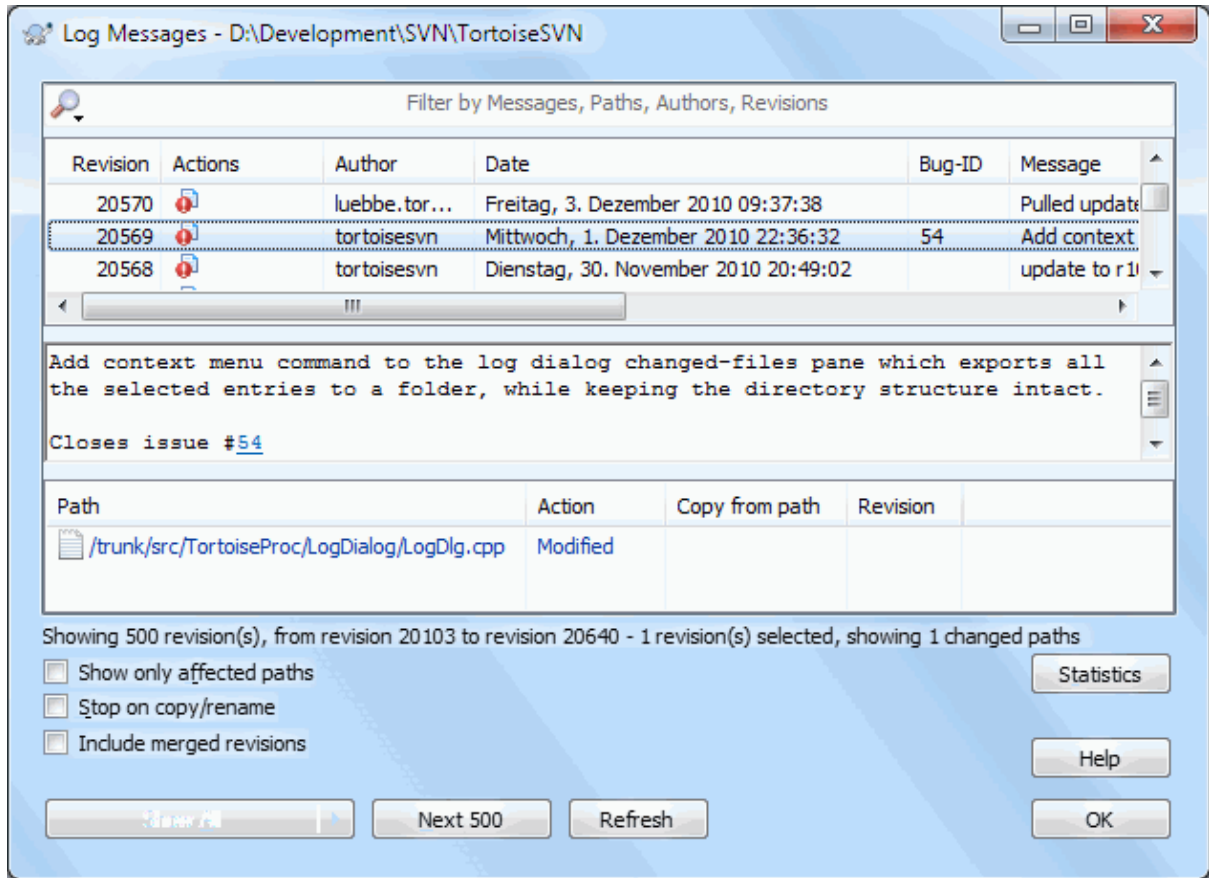 Log Messages - D:\Development\SVN\TortoiseSVN
Filter by Messages, Paths, Authors, Revisions
Revision Actions Author Date Bug-ID Message
20570 luebbe.tor... Freitag, 3. Dezember 2010 09:37:38 Pulled update
20569 tortoisesvn Mittwoch, 1. Dezember 2010 22:36:32 54 Add context
20568 tortoisesvn Dienstag, 30. November 2010 20:49:02 update to
Add context menu command to the log dialog changed-files pane which exports all
the selected entries to a folder, while keeping the directory structure intact.
Closes issue #54
Path Action Copy from path Revision
/trunk/src/TortoiseProc/LogDialog/LogDlg.cpp Modified
Showing 500 revision(s), from revision 20103 to revision 20640 - 1 revision(s) selected, showing 1 changed paths
Show only affected paths
Statistics
Stop on copy/rename
Include merged revisions
Help
Next 500 Refresh OK